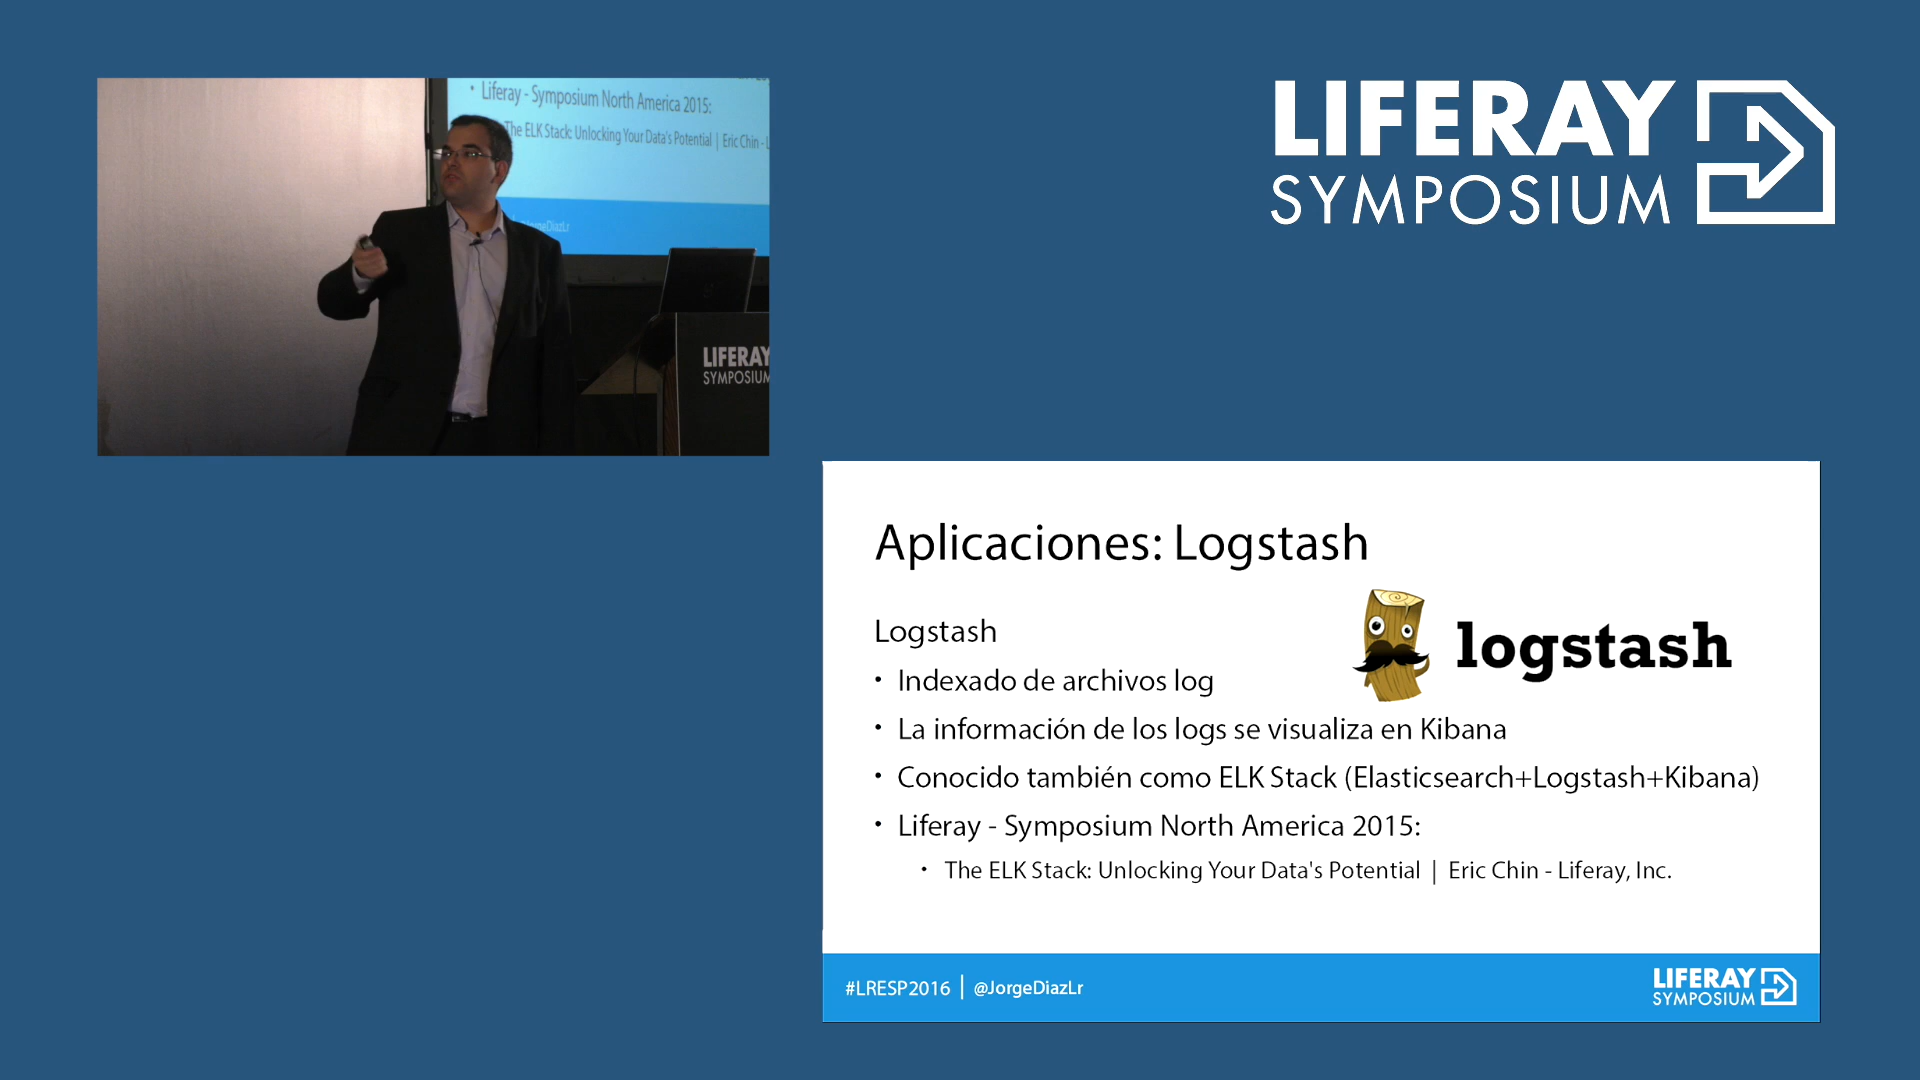 • Liferay - Symposium North America 2015:
The ELK Stack: Unlocking Your Data's Potential | Eric Chin - L
LIFERAY
SYMPOSIUM
LIFERAY
SYMPOSIUM
Aplicaciones: Logstash
logstash
Logstash
• Indexado de archivos log
• La información de los logs se visualiza en Kibana
• Conocido también como ELK Stack (Elasticsearch+Logstash+Kibana)
• Liferay - Symposium North America 2015:
• The ELK Stack: Unlocking Your Data's Potential | Eric Chin - Liferay, Inc.
#LRESP2016 | @JorgeDiazLr
LIFERAY
SYMPOSIUM